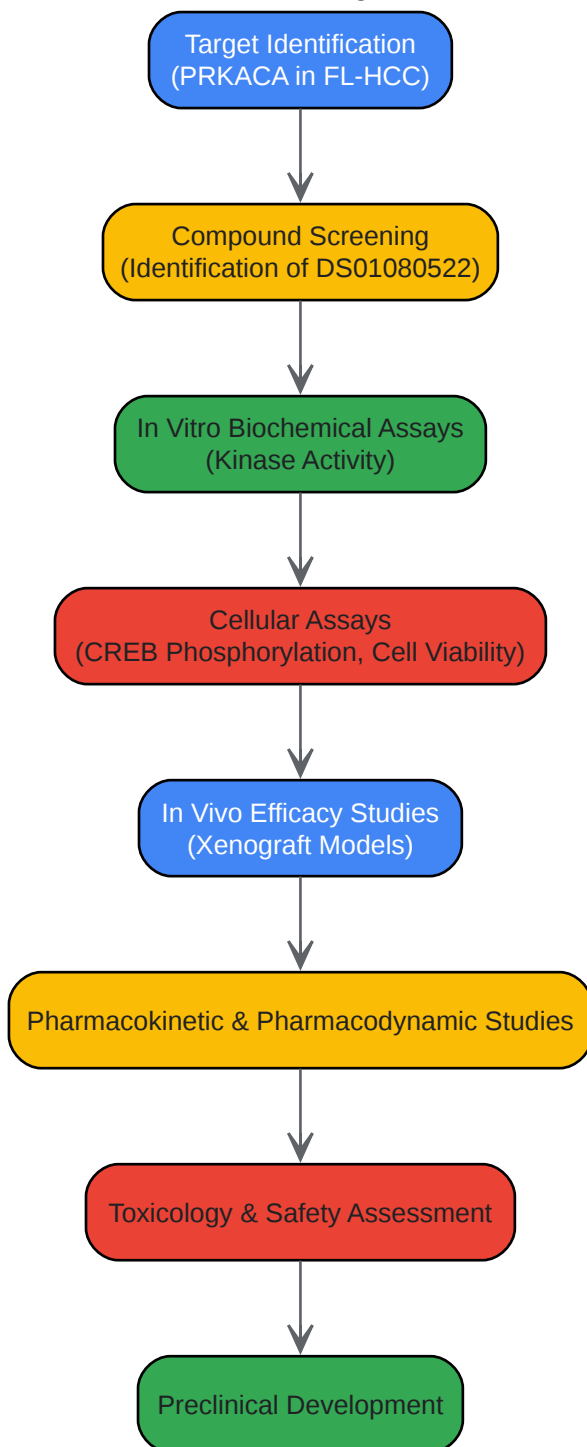 Target Identification
(PRKACA in FL-HCC)
Compound Screening
(Identification of DS01080522)
In Vitro Biochemical Assays
(Kinase Activity)
Cellular Assays
(CREB Phosphorylation, Cell Viability)
In Vivo Efficacy Studies
(Xenograft Models)
Pharmacokinetic & Pharmacodynamic Studies
Toxicology & Safety Assessment
Preclinical Development